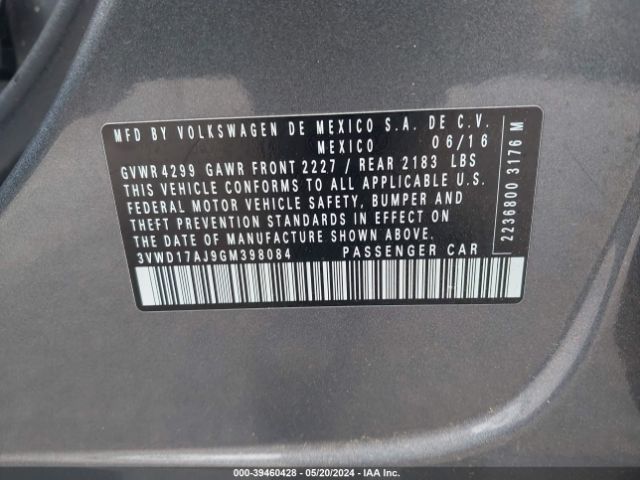 MFD BY VOLKSWAGEN DE MEXICO S.A. DE C.V.
MEXICO 06/16
GVWR 4299 GAWR FRONT 2227 / REAR 2183 LBS
THIS VEHICLE CONFORMS TO ALL APPLICABLE U.S.
FEDERAL MOTOR VEHICLE SAFETY, BUMPER AND
THEFT PREVENTION STANDARDS IN EFFECT ON
THE DATE OF MANUFACTURE SHOWN ABOVE.
3VWD17AJ9GM398084 PASSENGER CAR
2236800 3176 M
000-39460428 - 05/20/2024 - IAA Inc.